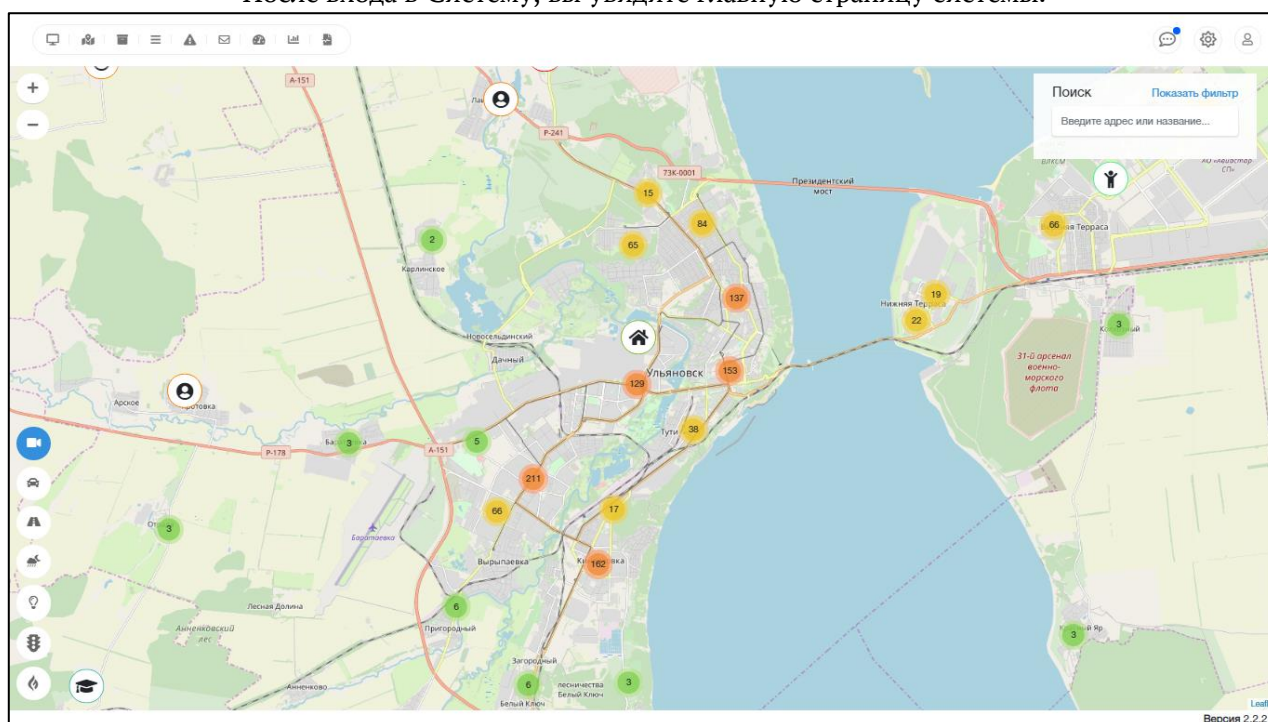 После входа в Систему, вы увидите главную страницу системы.
Поиск
Показать фильтр
Введите адрес или название...
А-151
Р-241
73К-0001
Президентский
мост
15
84
65
66
2
Карлинское
137
19
Нижняя Терраса
22
3
Новосельдинский
Дачный
31-й арсенал
военно-
морского
флота
Ульяновск
153
129
Арское
38
5
3
Р-178
А-151
211
66
17
3
Баратаевка
Вырыпаевка
162
6
Лесная Долина
Пригородный
Анненковский
лес
3
Загородный
6
лесничества
Белый Ключ
3
Анненково
Белый Ключ
Leafl
Версия 2.2.2